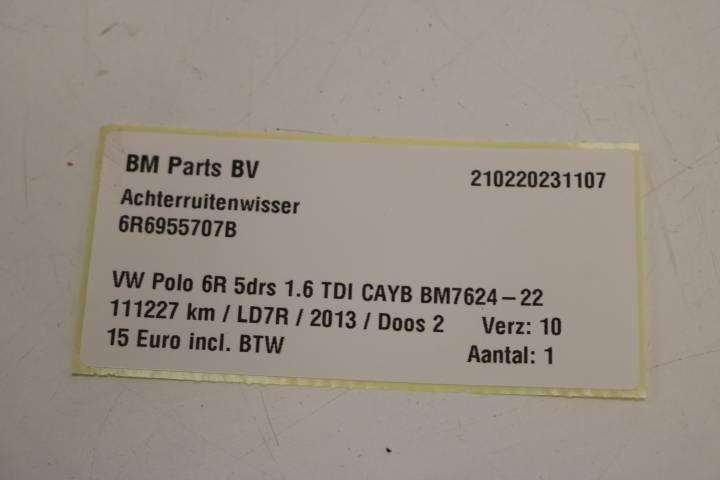 BM Parts BV 210220231107
Achterruitenwisser
6R6955707B
VW Polo 6R 5drs 1.6 TDI CAYB BM7624-22
111227 km / LD7R / 2013 / Doos 2 Verz: 10
15 Euro incl. BTW Aantal: 1